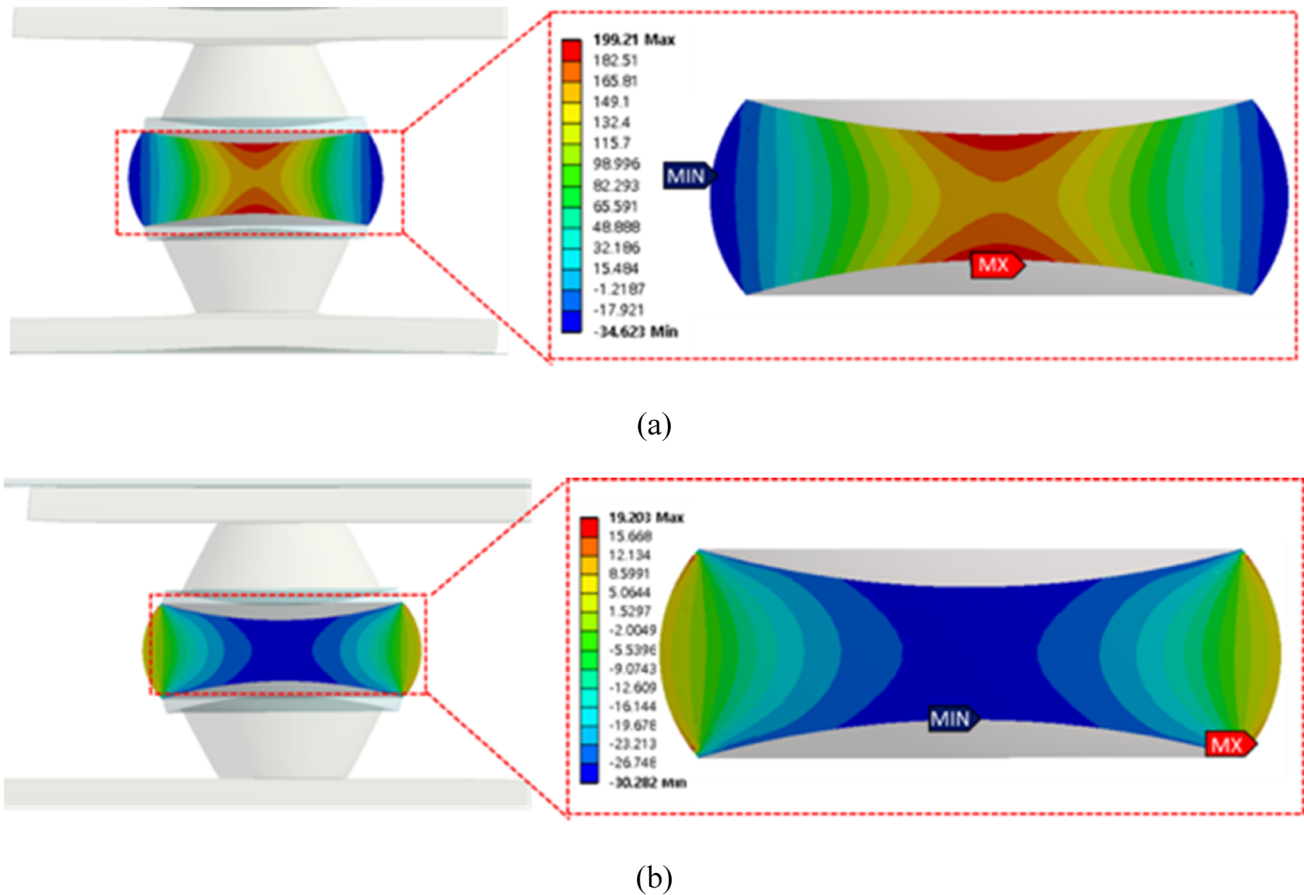 199.21 Max
182.51
165.81
149.1
132.4
115.7
98.996
82.293
65.591
48.888
32.186
15.484
-1.2187
-17.921
-34.623 Min
MIN
MX
(a)
19.203 Max
15.668
12.134
8.5991
5.0644
1.5297
-2.0049
-5.5396
-9.0743
-12.609
-16.144
-19.678
-23.213
-26.748
-30.282 Min
MIN
MX
(b)